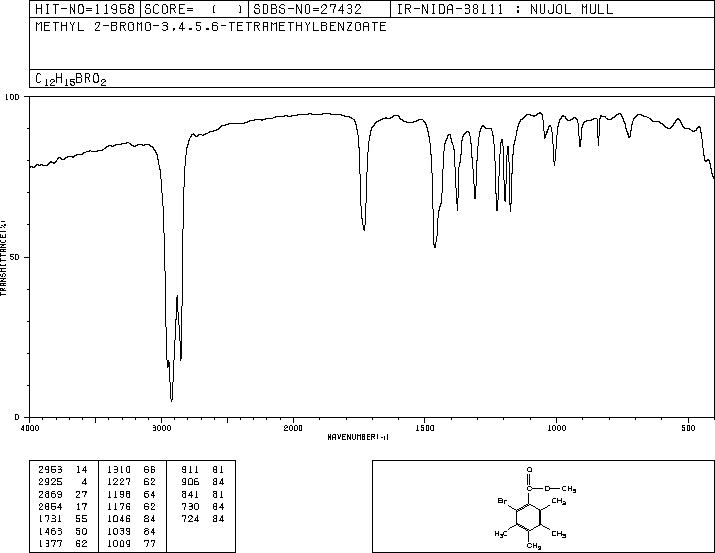 HIT-NO=11958 SCORE= ( ) SDBS-NO=27432 IR-NIDA-38111 : NUJOL MULL
METHYL 2-BROMO-3,4,5,6-TETRAMETHYLBENZOATE
C12H15BRO2
100
50
0
TRANSMITTANCE(%)
4000 3000 2000 1500 1000 500
WAVENUMBER(-1)
2953 14 1310 66 911 81
2925 4 1227 62 906 84
2869 27 1198 64 841 81
2854 17 1176 62 730 84
1731 55 1046 84 724 84
1463 50 1039 84
1377 62 1009 77
O
C O CH3
Br CH3
H3C CH3
CH3